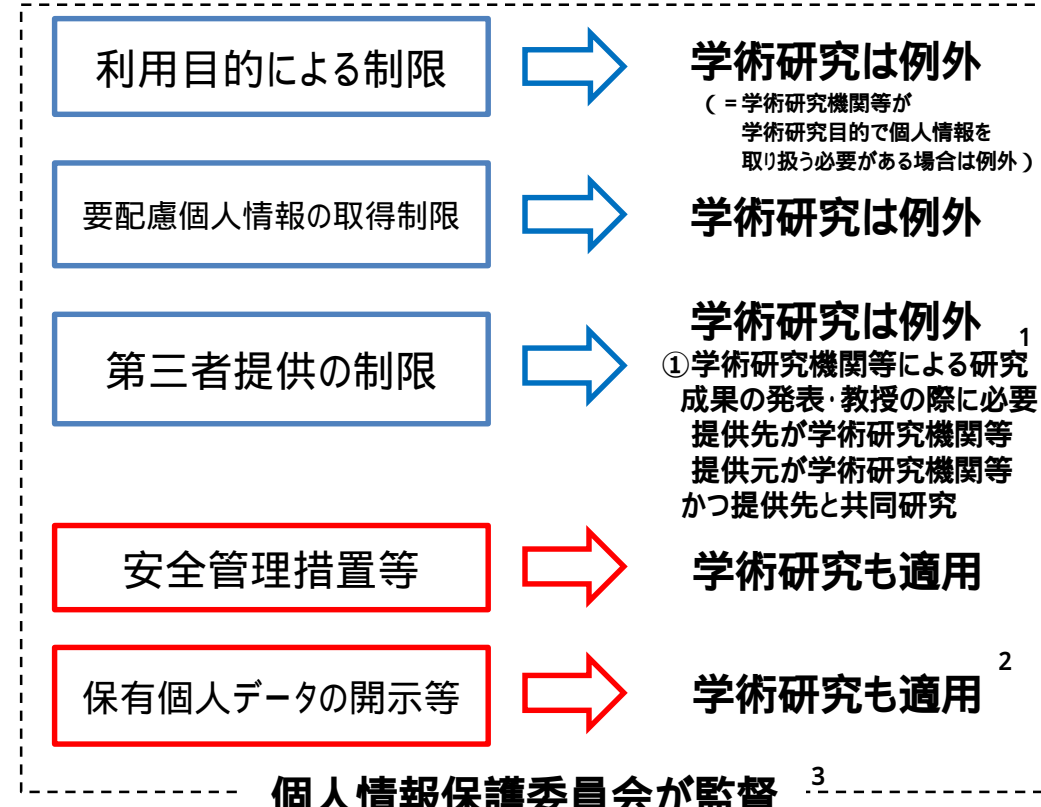 利用目的による制限
学術研究は例外
(=学術研究機関等が
学術研究目的で個人情報を
取り扱う必要がある場合は例外)
要配慮個人情報の取得制限
学術研究は例外
第三者提供の制限
学術研究は例外 1
①学術研究機関等による研究
成果の発表・教授の際に必要
提供先が学術研究機関等
提供元が学術研究機関等
かつ提供先と共同研究
安全管理措置等
学術研究も適用
保有個人データの開示等
学術研究も適用 2
個人情報保護委員会が監督 3